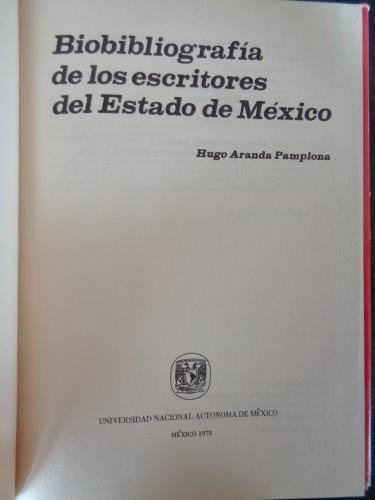 Biobibliografía
de los escritores
del Estado de México
Hugo Aranda Pamplona
UNIVERSIDAD NACIONAL AUTONOMA DE MÉXICO
MÉXICO 1978